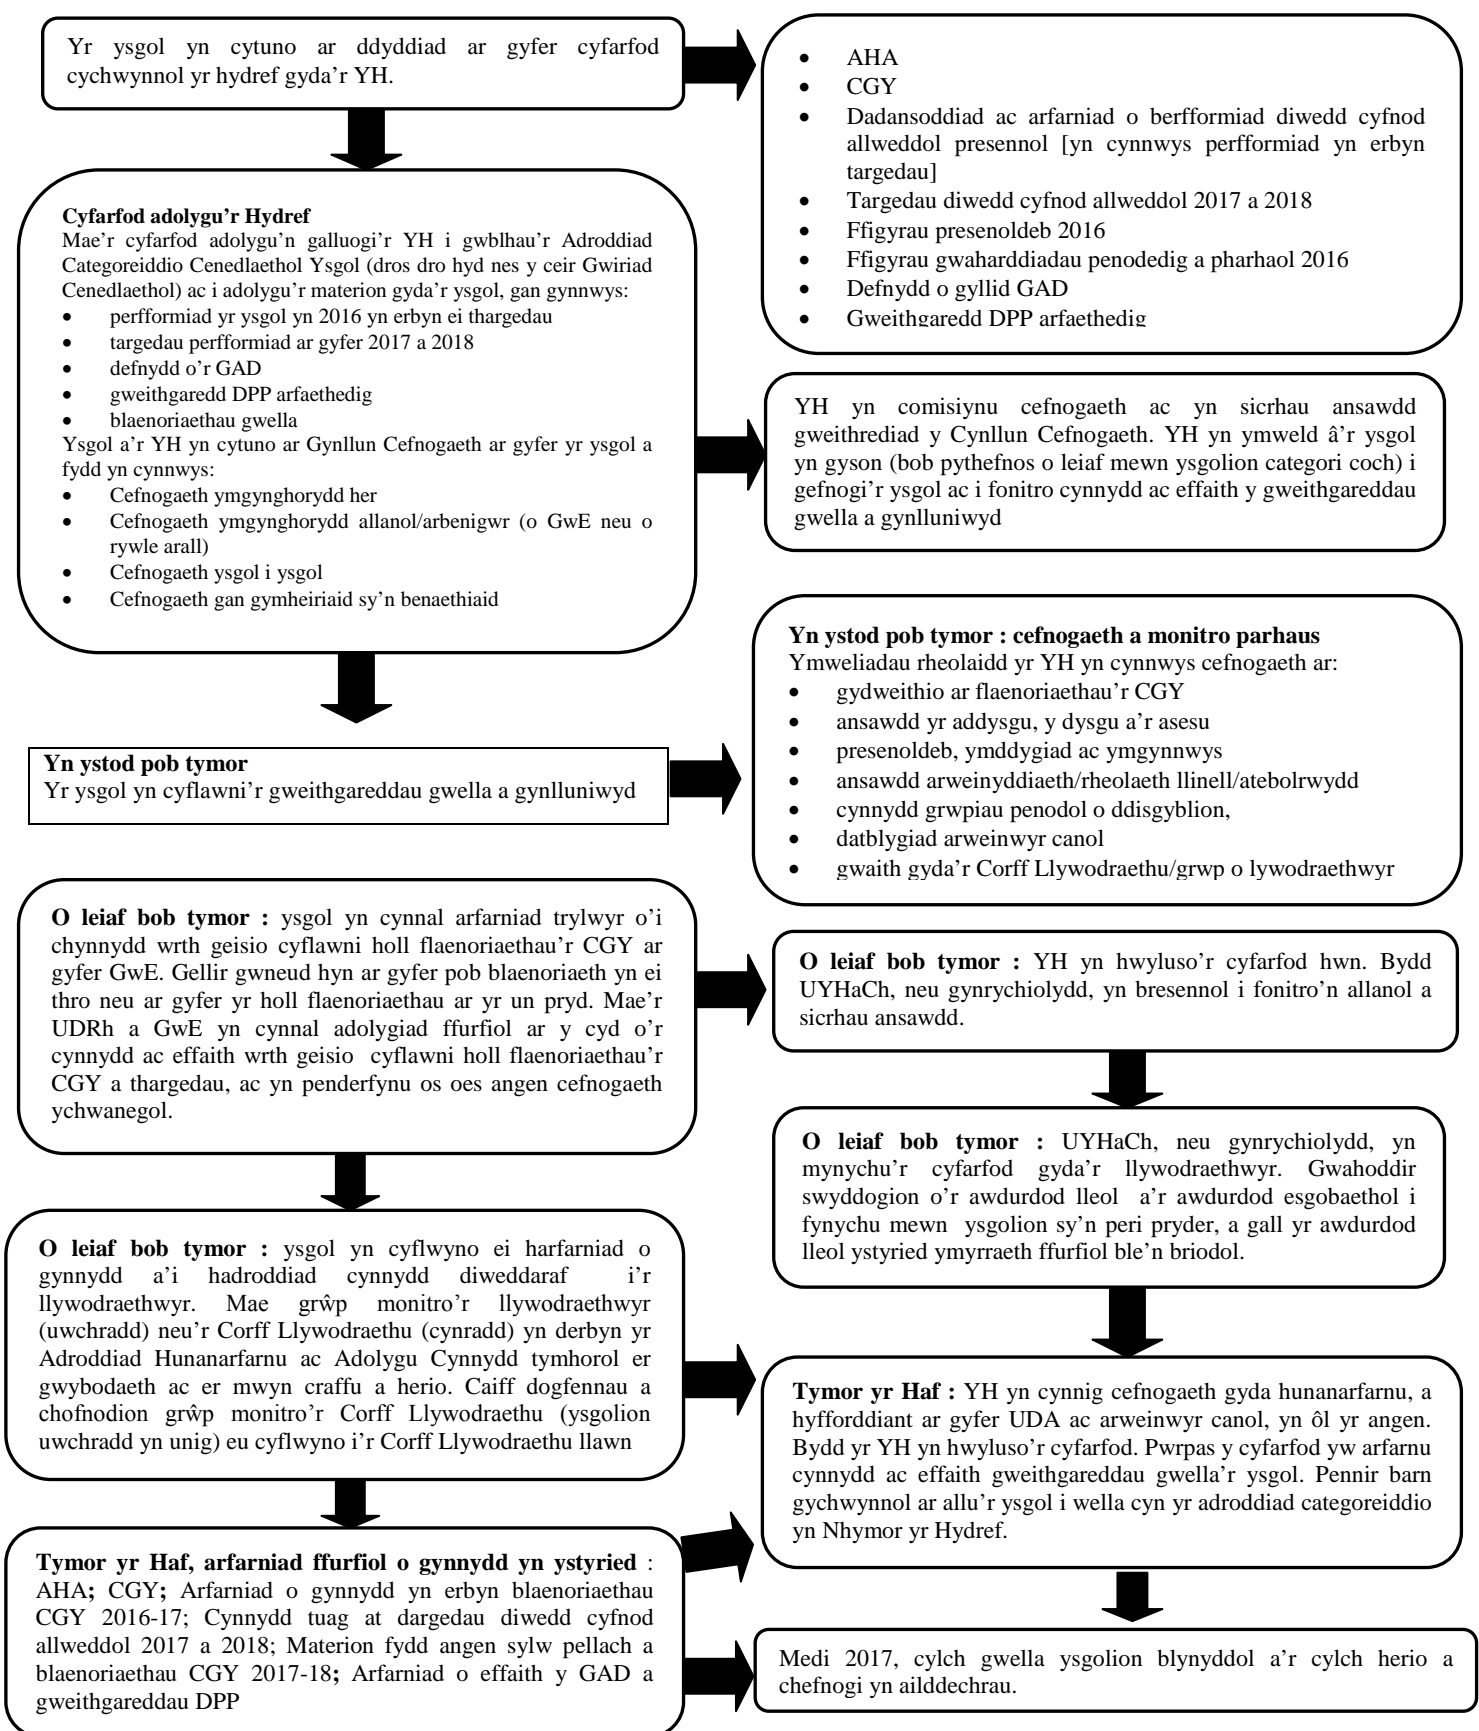 Yr ysgol yn cytuno ar ddyddiad ar gyfer cyfarfod
cychwynnol yr hydref gyda'r YH.
• AHA
• CGY
• Dadansoddiad ac arfarniad o berfformiad diwedd cyfnod
allweddol presennol [yn cynnwys perfformiad yn erbyn
targedau]
• Targedau diwedd cyfnod allweddol 2017 a 2018
• Ffigyrau presenoldeb 2016
• Ffigyrau gwaharddiadau penodedig a pharhaol 2016
• Defnydd o gyllid GAD
• Gweithgaredd DPP arfaethedig
Cyfarfod adolygu'r Hydref
Mae'r cyfarfod adolygu'n galluogi'r YH i gwblhau'r Adroddiad
Categoreiddio Cenedlaethol Ysgol (dros dro hyd nes y ceir Gwiriad
Cenedlaethol) ac i adolygu'r materion gyda'r ysgol, gan gynnwys:
• perfformiad yr ysgol yn 2016 yn erbyn ei thargedau
• targedau perfformiad ar gyfer 2017 a 2018
• defnydd o'r GAD
• gweithgaredd DPP arfaethedig
• blaenoriaethau gwella
Ysgol a'r YH yn cytuno ar Gynllun Cefnogaeth ar gyfer yr ysgol a
fydd yn cynnwys:
• Cefnogaeth ymgynghorydd her
• Cefnogaeth ymgynghorydd allanol/arbenigwr (o GwE neu o
rywle arall)
• Cefnogaeth ysgol i ysgol
• Cefnogaeth gan gymheiriaid sy'n benaethiaid
YH yn comisiynu cefnogaeth ac yn sicrhau ansawdd
gweithrediad y Cynllun Cefnogaeth. YH yn ymweld â'r ysgol
yn gyson (bob pythefnos o leiaf mewn ysgolion categori coch) i
gefnogi'r ysgol ac i fonitro cynnydd ac effaith y gweithgareddau
gwella a gynlluniwyd
Yn ystod pob tymor
Yr ysgol yn cyflawni'r gweithgareddau gwella a gynlluniwyd
Yn ystod pob tymor : cefnogaeth a monitro parhaus
Ymweliadau rheolaidd yr YH yn cynnwys cefnogaeth ar:
• gydweithio ar flaenoriaethau'r CGY
• ansawdd yr addysgu, y dysgu a'r asesu
• presenoldeb, ymddygiad ac ymgynnwys
• ansawdd arweinyddiaeth/rheolaeth llinell/atebolrwydd
• cynnydd grwpiau penodol o ddisgyblion,
• datblygiad arweinwyr canol
• gwaith gyda'r Corff Llywodraethu/grwp o lywodraethwyr
O leiaf bob tymor : ysgol yn cynnal arfarniad trylwyr o'i
chynnydd wrth geisio cyflawni holl flaenoriaethau'r CGY ar
gyfer GwE. Gellir gwneud hyn ar gyfer pob blaenoriaeth yn ei
thro neu ar gyfer yr holl flaenoriaethau ar yr un pryd. Mae'r
UDRh a GwE yn cynnal adolygiad ffurfiol ar y cyd o'r
cynnydd ac effaith wrth geisio cyflawni holl flaenoriaethau'r
CGY a thargedau, ac yn penderfynu os oes angen cefnogaeth
ychwanegol.
O leiaf bob tymor : YH yn hwyluso'r cyfarfod hwn. Bydd
UYHaCh, neu gynrychiolydd, yn bresennol i fonitro'n allanol a
sicrhau ansawdd.
O leiaf bob tymor : UYHaCh, neu gynrychiolydd, yn
mynychu'r cyfarfod gyda'r llywodraethwyr. Gwahoddir
swyddogion o'r awdurdod lleol a'r awdurdod esgobaethol i
fynychu mewn ysgolion sy'n peri pryder, a gall yr awdurdod
lleol ystyried ymyrraeth ffurfiol ble'n briodol.
O leiaf bob tymor : ysgol yn cyflwyno ei harfarniad o
gynnydd a'i hadroddiad cynnydd diweddaraf i'r
llywodraethwyr. Mae grŵp monitro'r llywodraethwyr
(uwchradd) neu'r Corff Llywodraethu (cynradd) yn derbyn yr
Adroddiad Hunanarfarnu ac Adolygu Cynnydd tymhorol er
gwybodaeth ac er mwyn craffu a herio. Caiff dogfennau a
chofnodion grŵp monitro'r Corff Llywodraethu (ysgolion
uwchradd yn unig) eu cyflwyno i'r Corff Llywodraethu llawn
Tymor yr Haf : YH yn cynnig cefnogaeth gyda hunanarfarnu, a
hyfforddiant ar gyfer UDA ac arweinwyr canol, yn ôl yr angen.
Bydd yr YH yn hwyluso'r cyfarfod. Pwrpas y cyfarfod yw arfarnu
cynnydd ac effaith gweithgareddau gwella'r ysgol. Pennir barn
gychwynnol ar allu'r ysgol i wella cyn yr adroddiad categoreiddio
yn Nhymor yr Hydref.
Tymor yr Haf, arfarniad ffurfiol o gynnydd yn ystyried :
AHA; CGY; Arfarniad o gynnydd yn erbyn blaenoriaethau
CGY 2016-17; Cynnydd tuag at dargedau diwedd cyfnod
allweddol 2017 a 2018; Materion fydd angen sylw pellach a
blaenoriaethau CGY 2017-18; Arfarniad o effaith y GAD a
gweithgareddau DPP
Medi 2017, cylch gwella ysgolion blynyddol a'r cylch herio a
chefnogi yn ailddechrau.